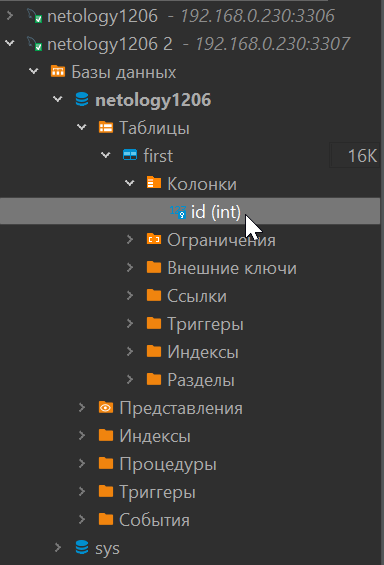 netology1206 - 192.168.0.230:3306
netology1206 2 - 192.168.0.230:3307
Базы данных
netology1206
Таблицы
first 16K
Колонки
id (int)
Ограничения
Внешние ключи
Ссылки
Триггеры
Индексы
Разделы
Представления
Индексы
Процедуры
Триггеры
События
sys